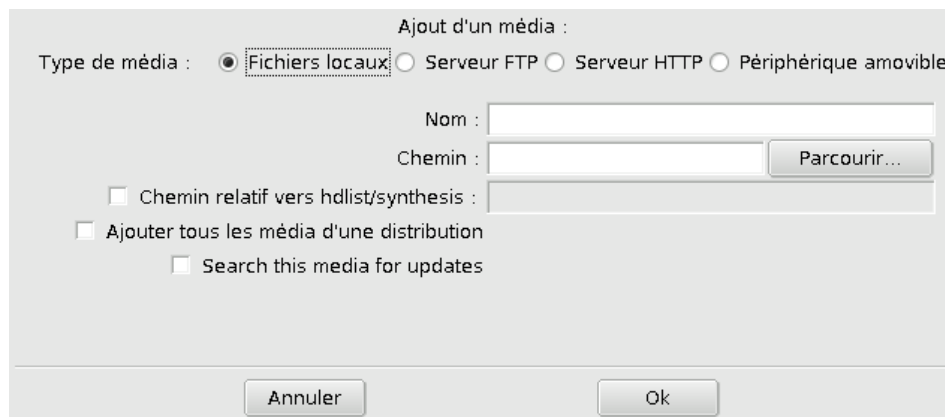 Ajout d'un média :
Type de média : Fichiers locaux Serveur FTP Serveur HTTP Périphérique amovible
Nom :
Chemin : Parcourir...
Chemin relatif vers hdlist/synthesis :
Ajouter tous les média d'une distribution
Search this media for updates
Annuler Ok